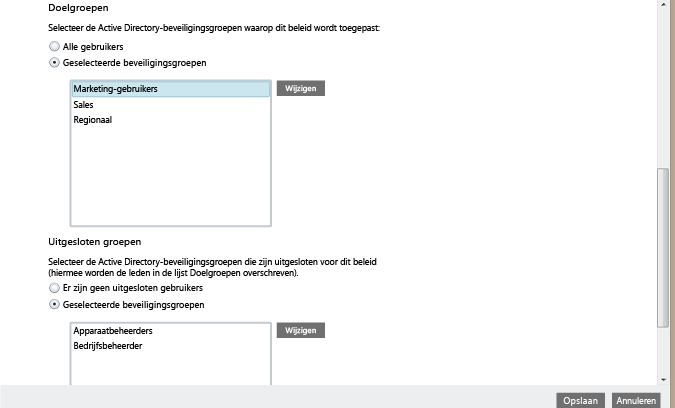 Doelgroepen
Selecteer de Active Directory-beveiligingsgroepen waarop dit beleid wordt toegepast:
Alle gebruikers
Geselecteerde beveiligingsgroepen
Marketing-gebruikers
Wijzigen
Sales
Regionaal
Uitgesloten groepen
Selecteer de Active Directory-beveiligingsgroepen die zijn uitgesloten voor dit beleid
(hiermee worden de leden in de lijst Doelgroepen overschreven).
Er zijn geen uitgesloten gebruikers
Geselecteerde beveiligingsgroepen
Apparaatbeheerders
Wijzigen
Bedrijfsbeheerder
Opslaan
Annuleren